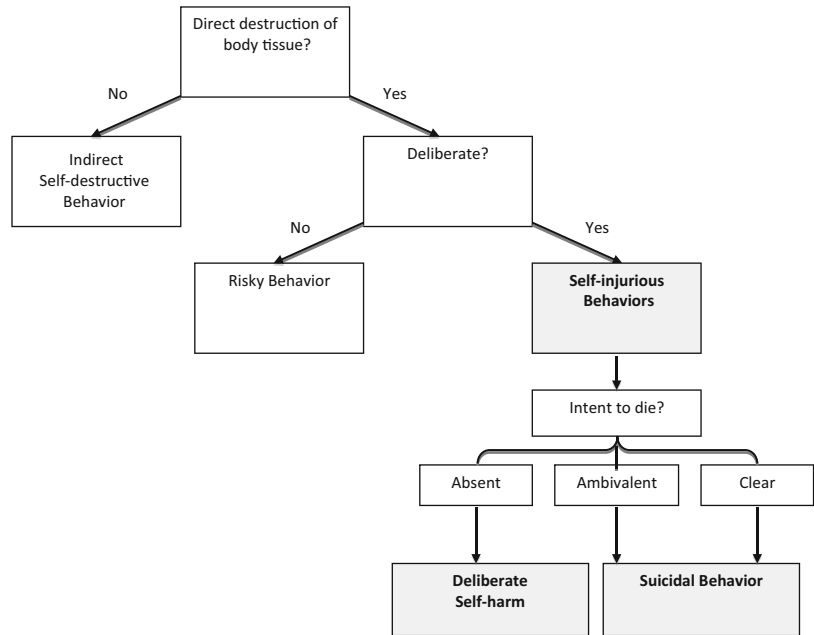 Direct destruction of
body tissue?
No
Yes
Indirect
Self-destructive
Behavior
Deliberate?
No
Yes
Risky Behavior
Self-injurious
Behaviors
Intent to die?
Absent
Ambivalent
Clear
Deliberate
Self-harm
Suicidal Behavior